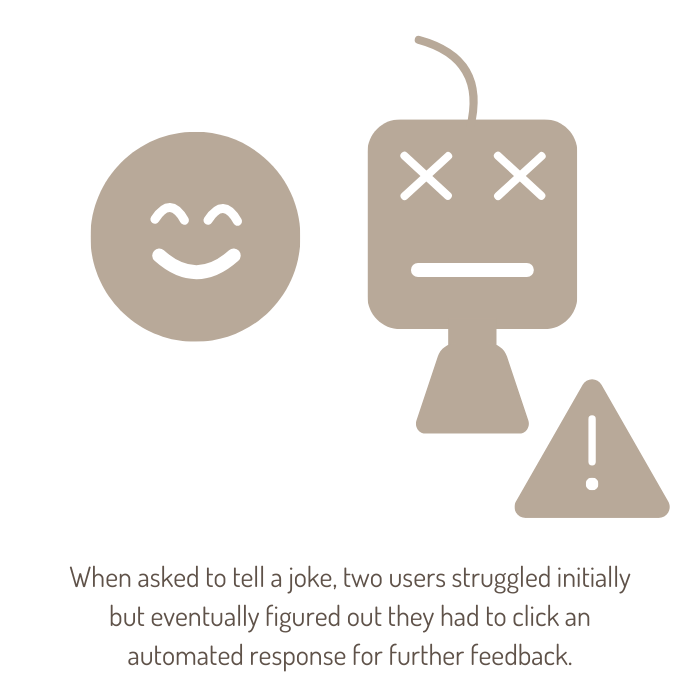 When asked to tell a joke, two users struggled initially
but eventually figured out they had to click an
automated response for further feedback.